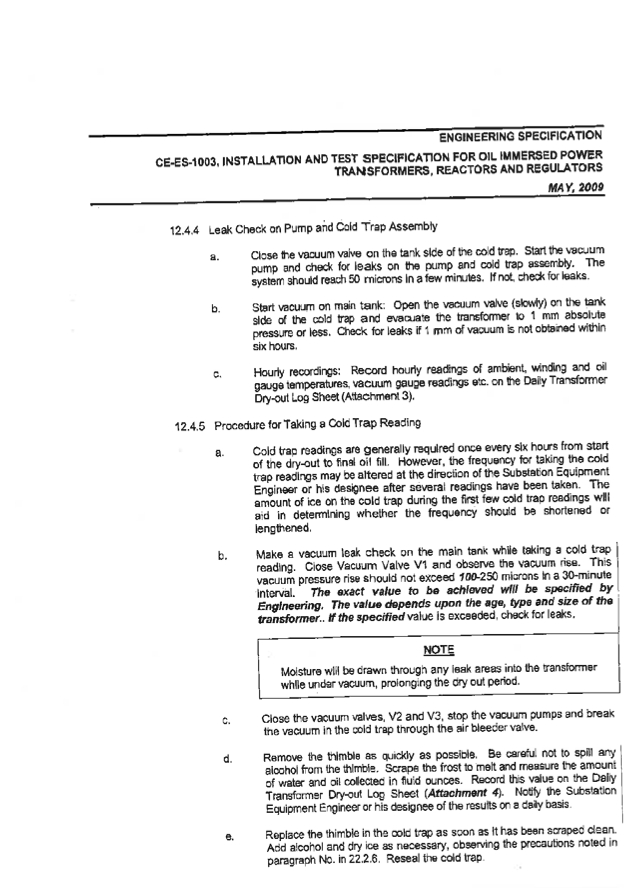 ENGINEERING SPECIFICATION
CE-ES-1003, INSTALLATION AND TEST SPECIFICATION FOR OIL IMMERSED POWER
TRANSFORMERS, REACTORS AND REGULATORS
MAY, 2009
12.4.4 Leak Check on Pump and Cold Trap Assembly
a. Close the vacuum valve on the tank side of the cold trap. Start the vacuum
pump and check for leaks on the pump and cold trap assembly. The
system should reach 50 microns in a few minutes. If not, check for leaks.
b. Start vacuum on main tank: Open the vacuum valve (slowly) on the tank
side of the cold trap and evacuate the transformer to 1 mm absolute
pressure or less. Check for leaks if 1 mm of vacuum is not obtained within
six hours.
c. Hourly recordings: Record hourly readings of ambient, winding and oil
gauge temperatures, vacuum gauge readings etc. on the Daily Transformer
Dry-out Log Sheet (Attachment 3).
12.4.5 Procedure for Taking a Cold Trap Reading
a. Cold trap readings are generally required once every six hours from start
of the dry-out to final oil fill. However, the frequency for taking the cold
trap readings may be altered at the direction of the Substation Equipment
Engineer or his designee after several readings have been taken. The
amount of ice on the cold trap during the first few cold trap readings will
aid in determining whether the frequency should be shortened or
lengthened.
b. Make a vacuum leak check on the main tank while taking a cold trap
reading. Close Vacuum Valve V1 and observe the vacuum rise. This
vacuum pressure rise should not exceed 100-250 microns in a 30-minute
interval. The exact value to be achieved will be specified by
Engineering. The value depends upon the age, type and size of the
transformer.. If the specified value is exceeded, check for leaks.
NOTE
Moisture will be drawn through any leak areas into the transformer
while under vacuum, prolonging the dry out period.
c. Close the vacuum valves, V2 and V3, stop the vacuum pumps and break
the vacuum in the cold trap through the air bleeder valve.
d. Remove the thimble as quickly as possible. Be careful not to spill any
alcohol from the thimble. Scrape the frost to melt and measure the amount
of water and oil collected in fluid ounces. Record this value on the Daily
Transformer Dry-out Log Sheet (Attachment 4). Notify the Substation
Equipment Engineer or his designee of the results on a daily basis.
e. Replace the thimble in the cold trap as soon as it has been scraped clean.
Add alcohol and dry ice as necessary, observing the precautions noted in
paragraph No. in 22.2.6. Reseal the cold trap.